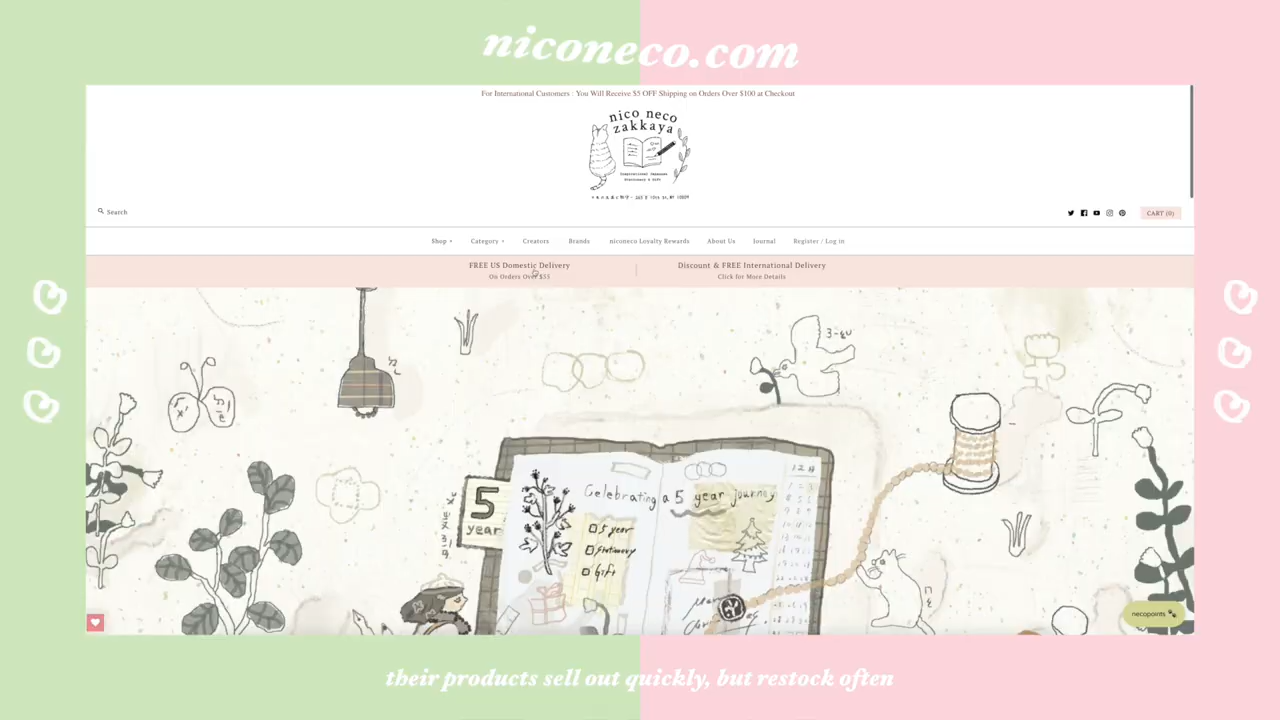 niconeco.com
For International Customers : You Will Receive $5 OFF Shipping on Orders Over $100 at Checkout
nico neco
zakkaya
Search
CART (0)
Shop
Category
Creators
Brands
niconeco Loyalty Rewards
About Us
Journal
Register / Log in
FREE US Domestic Delivery
On Orders Over $35
Discount & FREE International Delivery
Click for More Details
Celebrating a 5 year journey
5
year
5 year
Stationery
Gift
necopoints
their products sell out quickly, but restock often